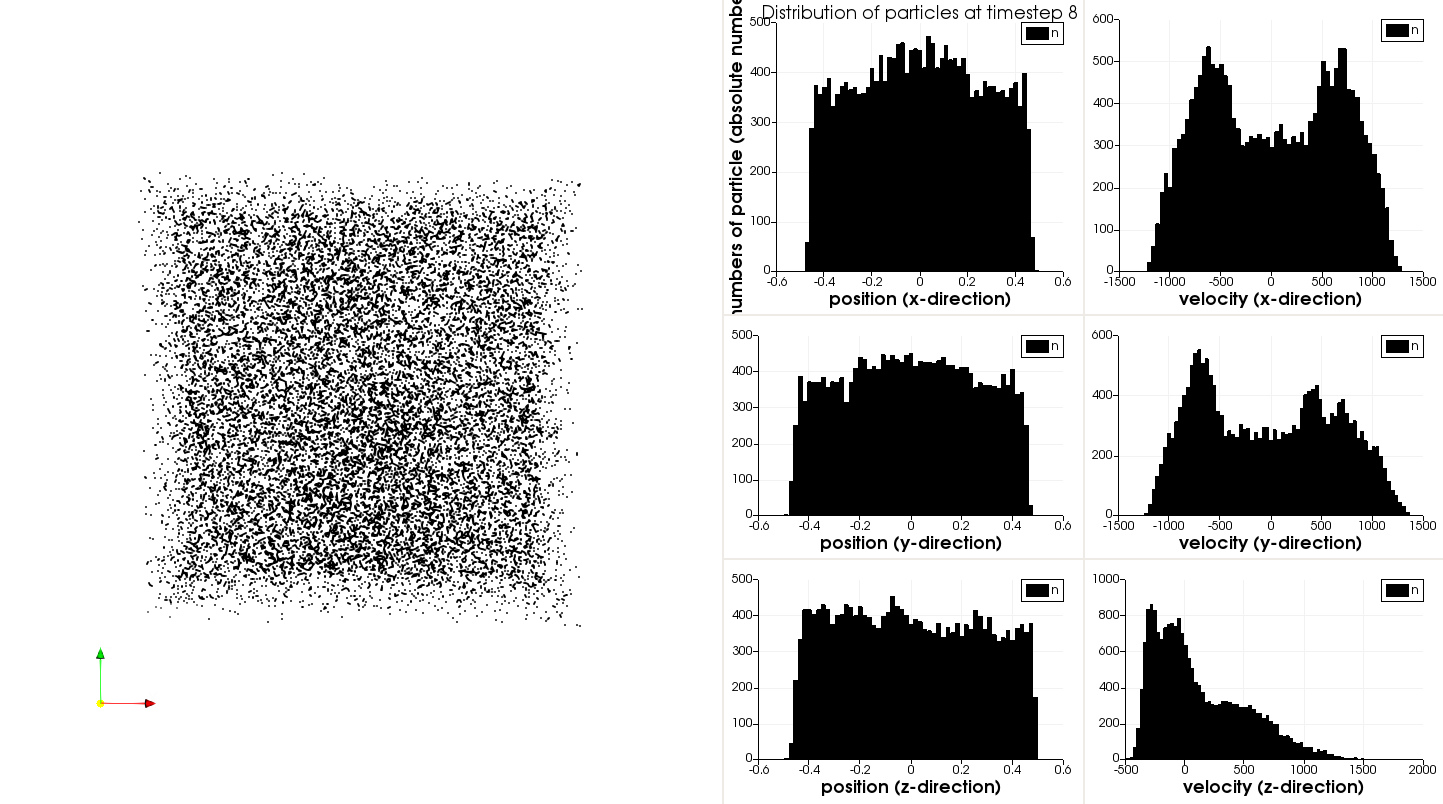 Distribution of particles at timestep 8
numbers of particle (absolute number
500
400
300
200
100
0
-0.6 -0.4 -0.2 0 0.2 0.4 0.6
position (x-direction)
n
600
500
400
300
200
100
0
-1500 -1000 -500 0 500 1000 1500
velocity (x-direction)
n
500
400
300
200
100
0
-0.6 -0.4 -0.2 0 0.2 0.4 0.6
position (y-direction)
n
600
400
200
0
-1500 -1000 -500 0 500 1000 1500
velocity (y-direction)
n
500
400
300
200
100
0
-0.6 -0.4 -0.2 0 0.2 0.4 0.6
position (z-direction)
n
1000
800
600
400
200
0
-500 0 500 1000 1500 2000
velocity (z-direction)
n